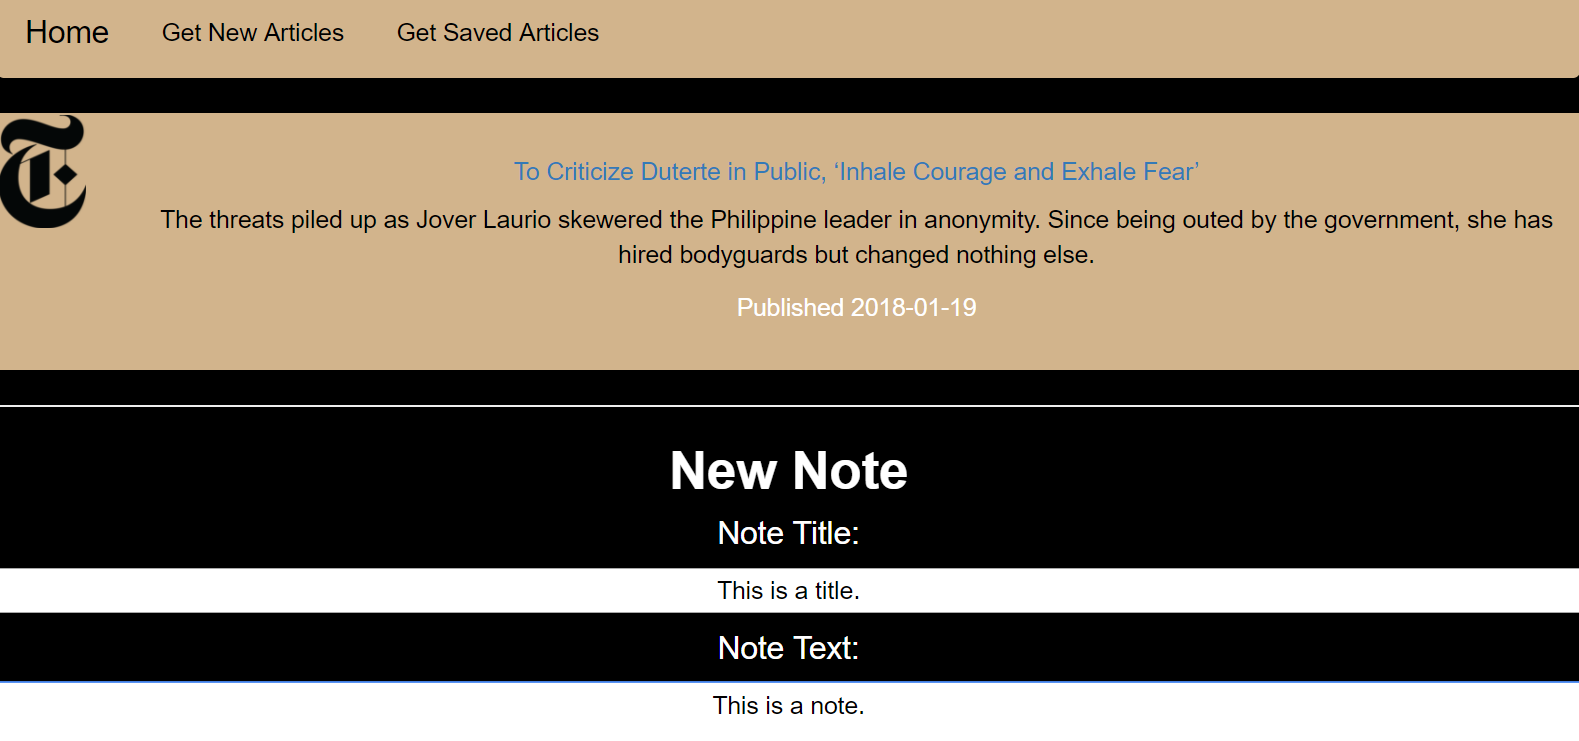 Home Get New Articles Get Saved Articles
T
To Criticize Duterte in Public, ‘Inhale Courage and Exhale Fear’
The threats piled up as Jover Laurio skewered the Philippine leader in anonymity. Since being outed by the government, she has
hired bodyguards but changed nothing else.
Published 2018-01-19
New Note
Note Title:
This is a title.
Note Text:
This is a note.